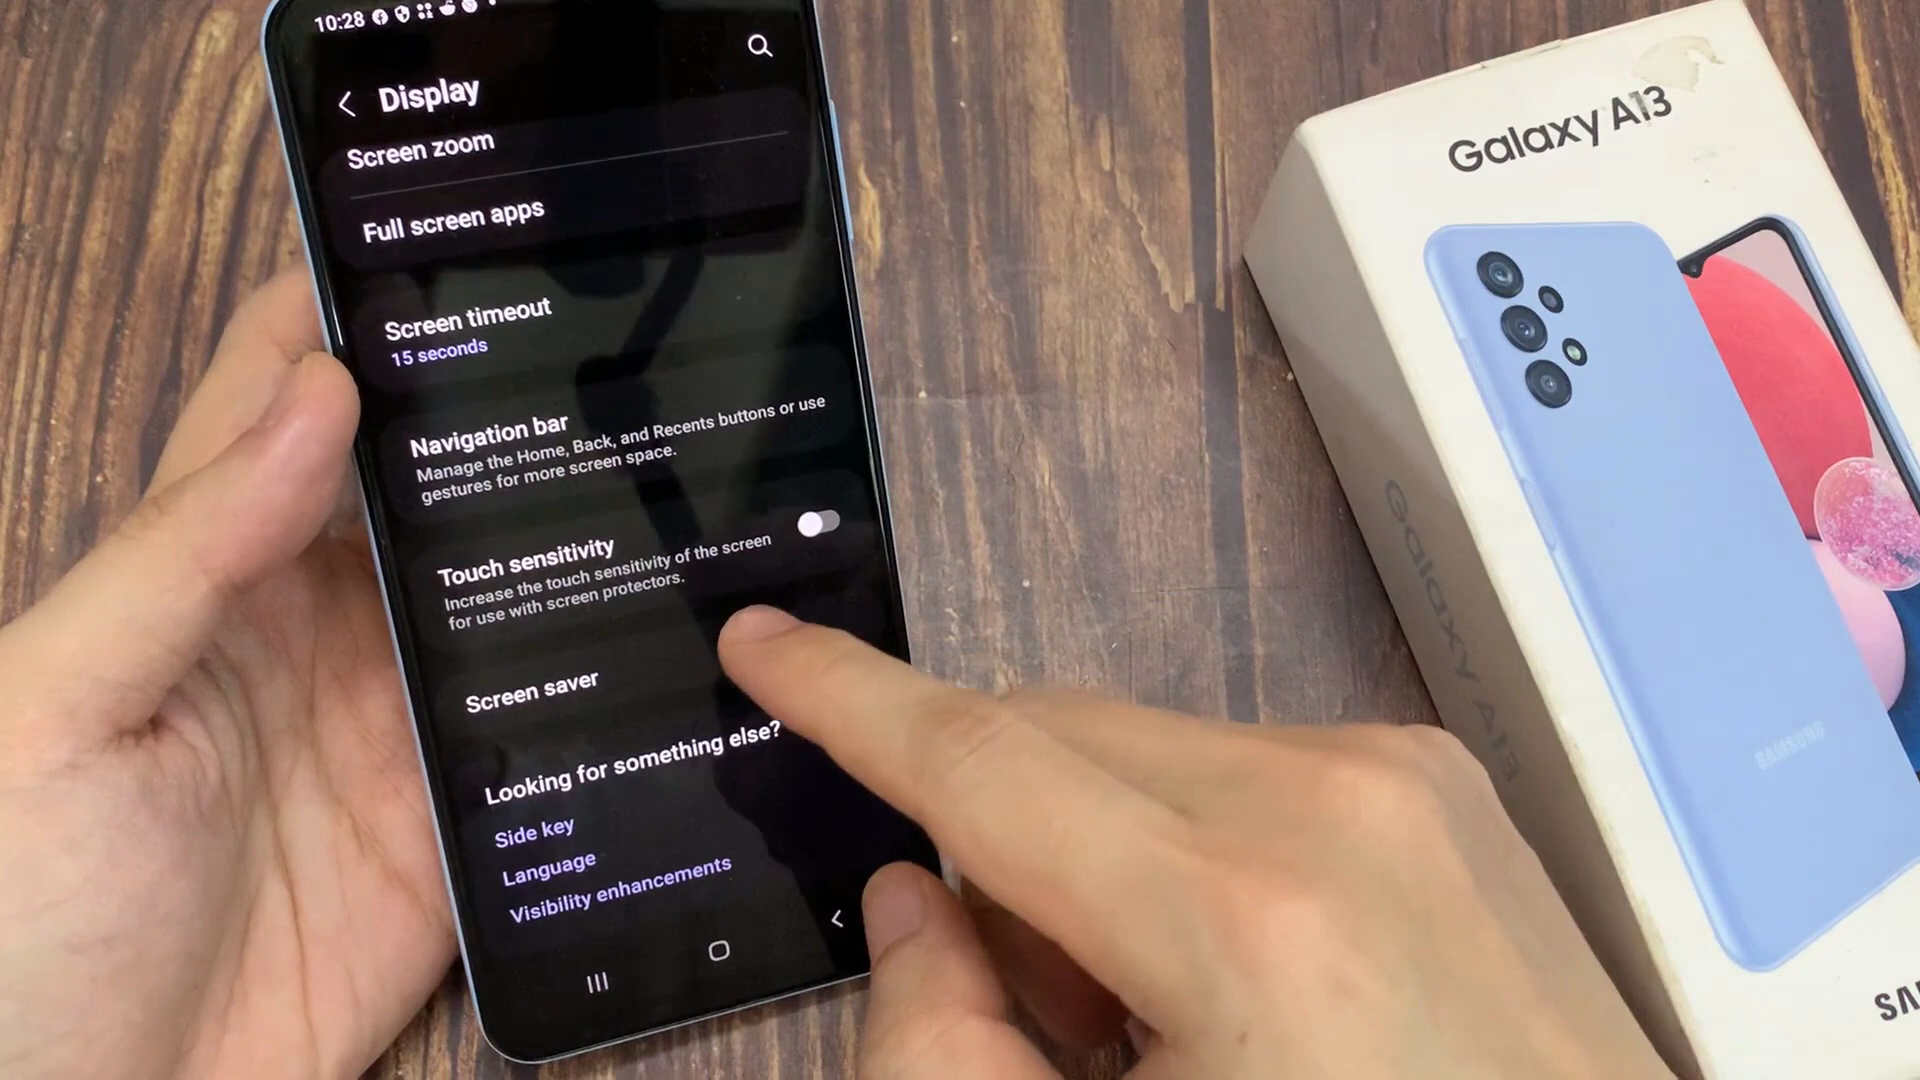 10:28
Display
Screen zoom
Full screen apps
Screen timeout
15 seconds
Navigation bar
Manage the Home, Back, and Recents buttons or use
gestures for more screen space.
Touch sensitivity
Increase the touch sensitivity of the screen
for use with screen protectors.
Screen saver
Looking for something else?
Side key
Language
Visibility enhancements
Galaxy A13
Galaxy A13
SAMSUNG